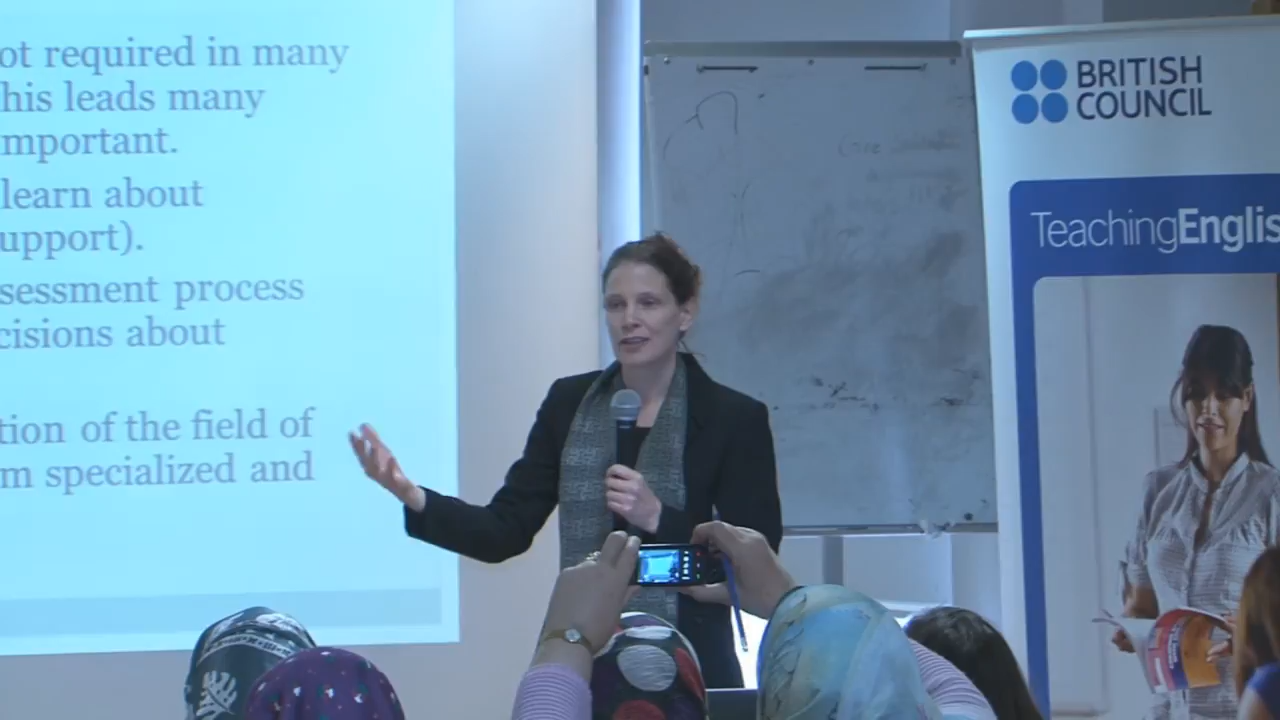 ot required in many
his leads many
mportant.
learn about
upport).
sessment process
cisions about
tion of the field of
m specialized and
BRITISH
COUNCIL
TeachingEnglis